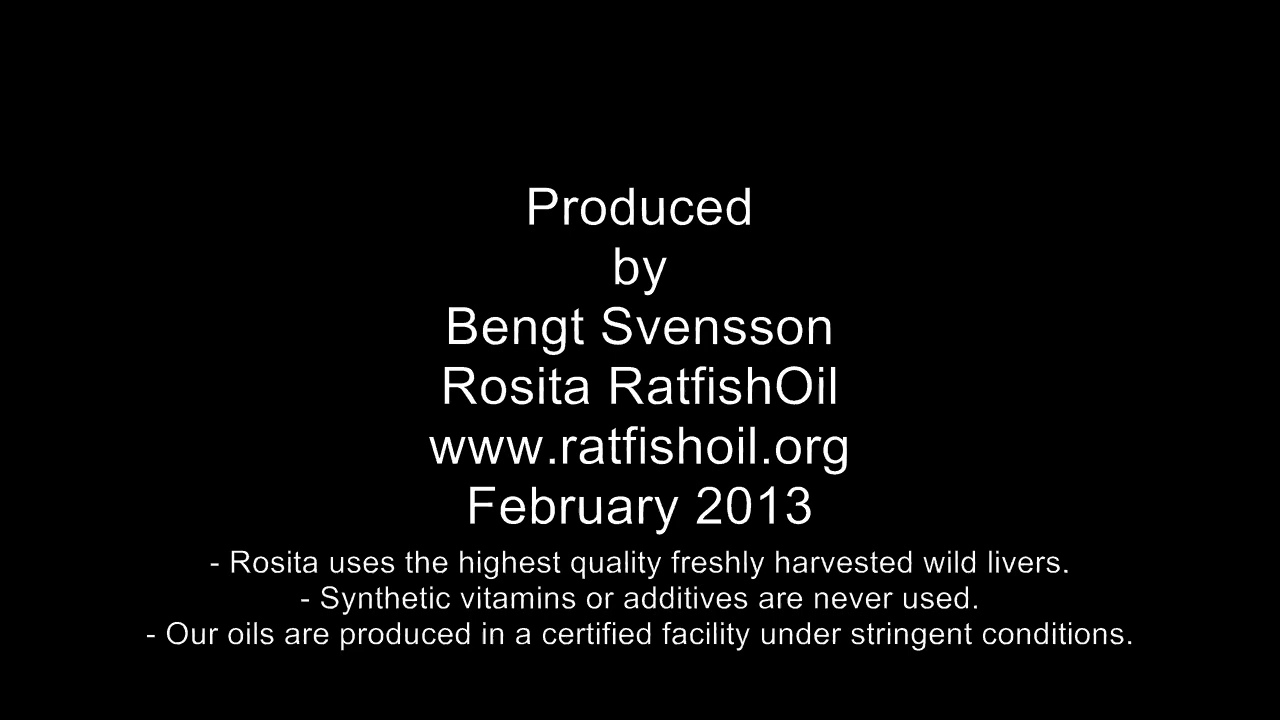 Produced
by
Bengt Svensson
Rosita RatfishOil
www.ratfishoil.org
February 2013
- Rosita uses the highest quality freshly harvested wild livers.
- Synthetic vitamins or additives are never used.
- Our oils are produced in a certified facility under stringent conditions.